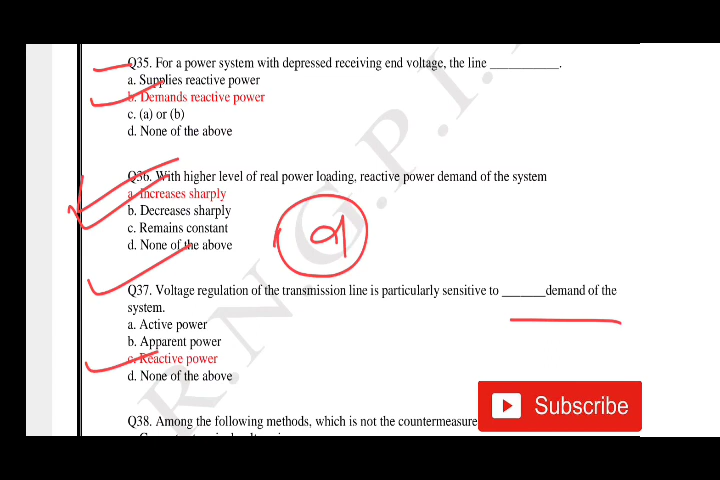 Q35. For a power system with depressed receiving end voltage, the line ___________.
a. Supplies reactive power
b. Demands reactive power
c. (a) or (b)
d. None of the above
Q36. With higher level of real power loading, reactive power demand of the system
a. Increases sharply
b. Decreases sharply
c. Remains constant
d. None of the above
Q37. Voltage regulation of the transmission line is particularly sensitive to _______demand of the
system.
a. Active power
b. Apparent power
c. Reactive power
d. None of the above
Subscribe
Q38. Among the following methods, which is not the countermeasure
R.N G.P.I.